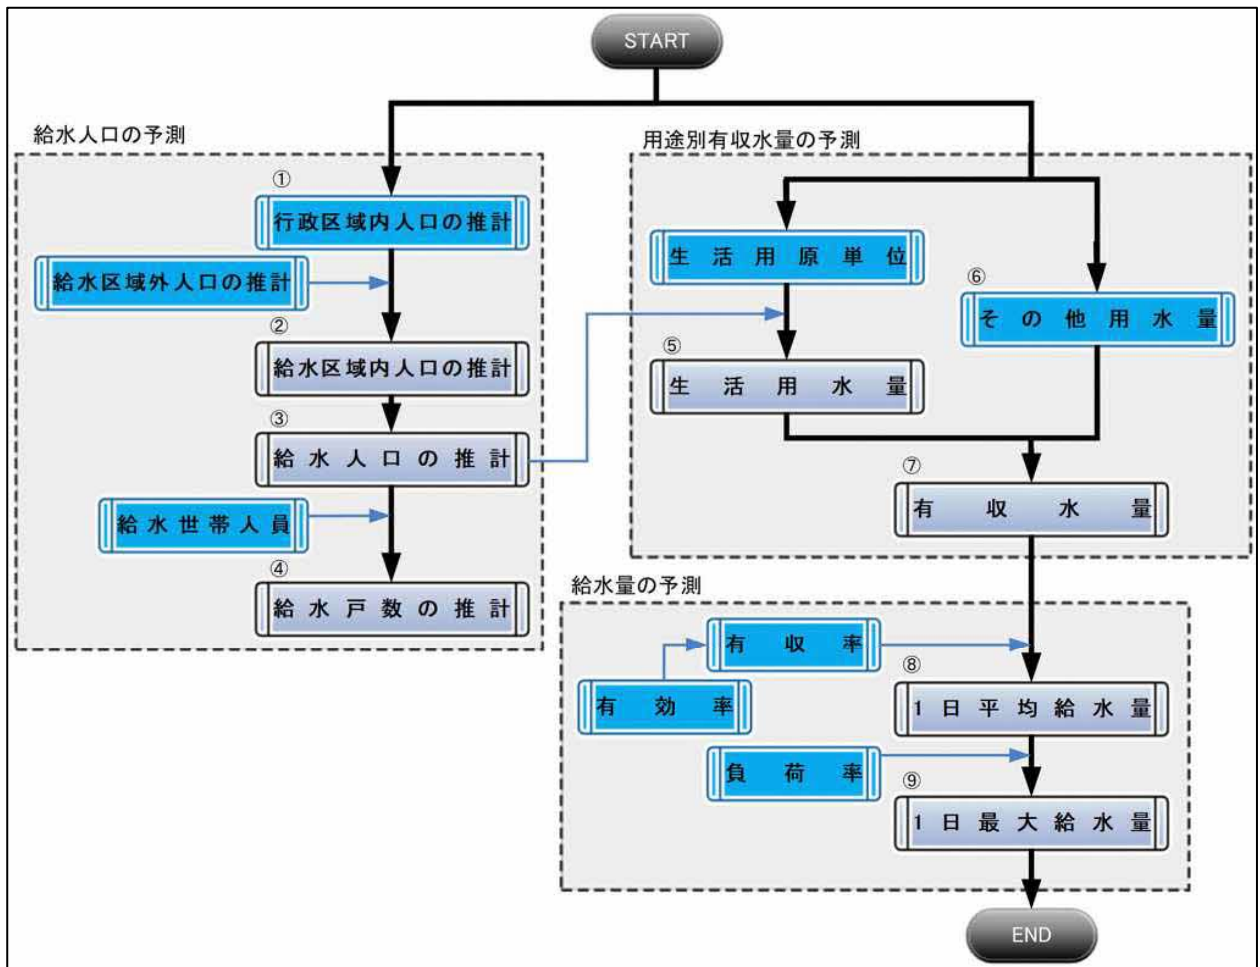 START
給水人口の予測
①
行政区域内人口の推計
給水区域外人口の推計
②
給水区域内人口の推計
③
給水人口の推計
給水世帯人員
④
給水戸数の推計
用途別有収水量の予測
生活用原単位
⑥
その他用水量
⑤
生活用水量
⑦
有収水量
給水量の予測
有収率
有効率
⑧
1日平均給水量
負荷率
⑨
1日最大給水量
END